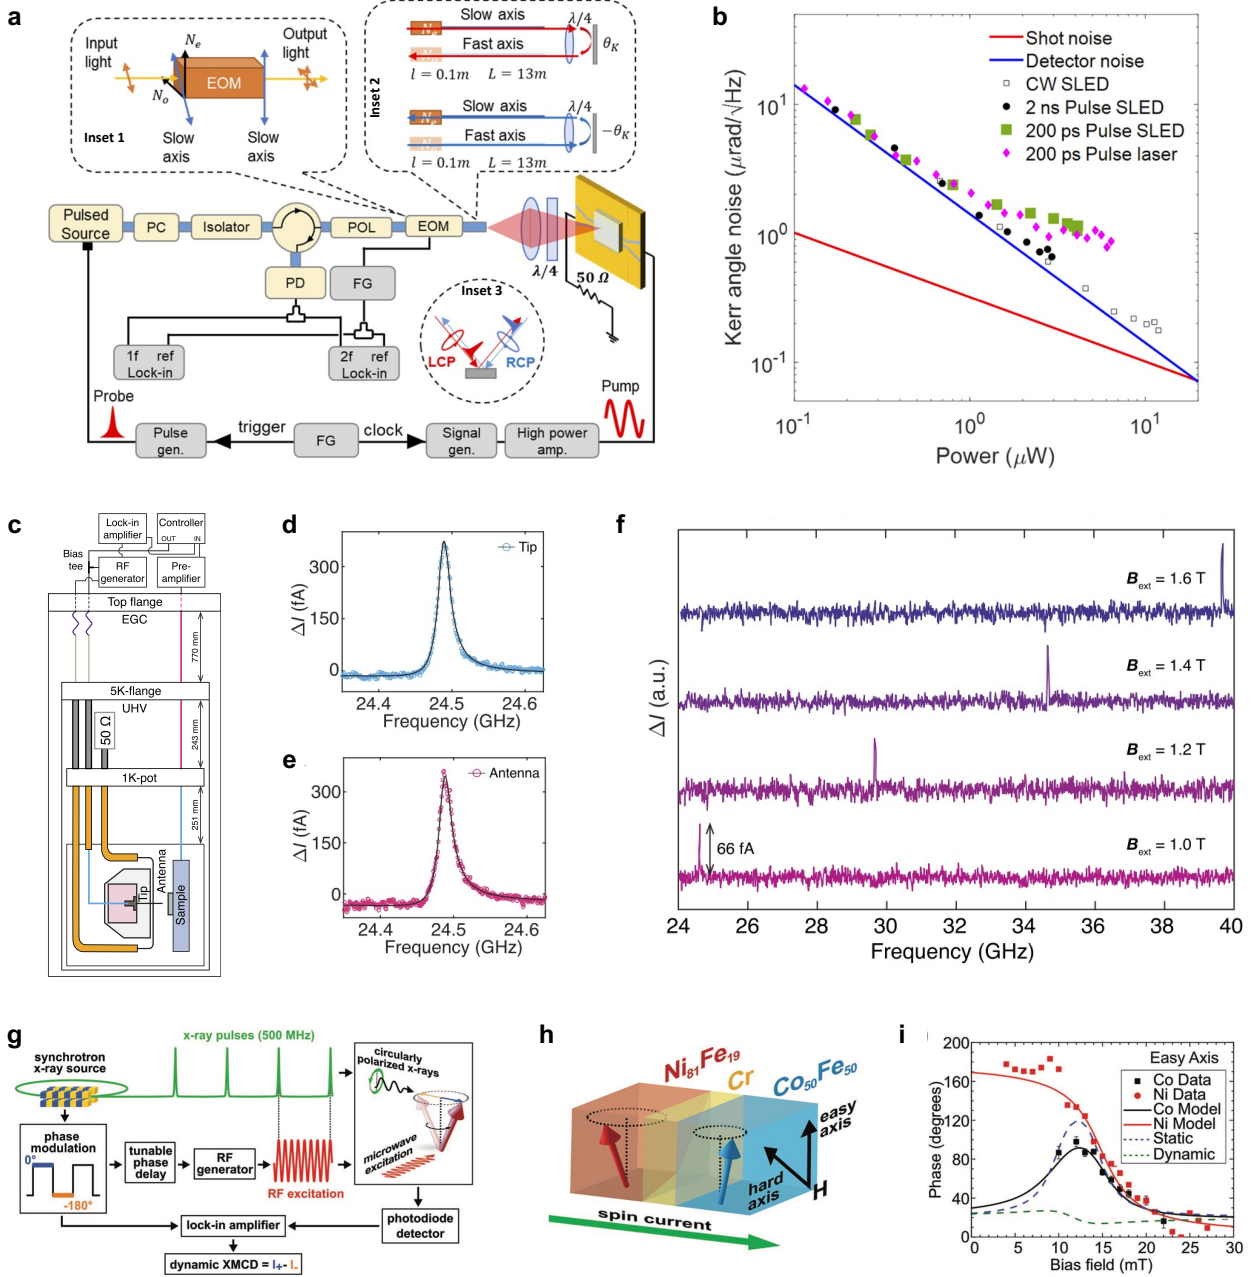 a
Input
light
N_e
N_o
EOM
Output
light
Slow
axis
Slow
axis
Inset 1
Inset 2
Slow axis
λ/4
θ_K
Fast axis
l = 0.1m L = 13m
Slow axis
λ/4
−θ_K
Fast axis
l = 0.1m L = 13m
Pulsed
Source
PC
Isolator
POL
EOM
λ/4
50 Ω
PD
FG
Inset 3
LCP
RCP
1f ref
Lock-in
2f ref
Lock-in
Probe
Pump
Pulse
gen.
trigger
FG
clock
Signal
gen.
High power
amp.
b
Kerr angle noise (μrad/√Hz)
10^1
10^0
10^-1
10^-1
10^0
10^1
Power (μW)
Shot noise
Detector noise
CW SLED
2 ns Pulse SLED
200 ps Pulse SLED
200 ps Pulse laser
c
Lock-in
amplifier
Controller
OUT IN
Bias
tee
RF
generator
Pre-
amplifier
Top flange
EGC
770 mm
5K-flange
UHV
50 Ω
243 mm
1K-pot
251 mm
Tip
Antenna
Sample
d
Tip
ΔI (fA)
300
150
0
24.4 24.5 24.6
Frequency (GHz)
e
Antenna
ΔI (fA)
300
150
0
24.4 24.5 24.6
Frequency (GHz)
f
ΔI (a.u.)
B_ext = 1.6 T
B_ext = 1.4 T
B_ext = 1.2 T
B_ext = 1.0 T
66 fA
24 26 28 30 32 34 36 38 40
Frequency (GHz)
g
x-ray pulses (500 MHz)
synchrotron
x-ray source
circularly
polarized x-rays
phase
modulation
0°
-180°
tunable
phase
delay
RF
generator
RF excitation
microwave
excitation
lock-in amplifier
photodiode
detector
dynamic XMCD = I+- I-
h
Ni81Fe19
Cr
Co50Fe50
easy
axis
hard
axis
H
spin current
i
Phase (degrees)
200
160
120
80
40
0
0 5 10 15 20 25 30
Bias field (mT)
Easy Axis
Co Data
Ni Data
Co Model
Ni Model
Static
Dynamic